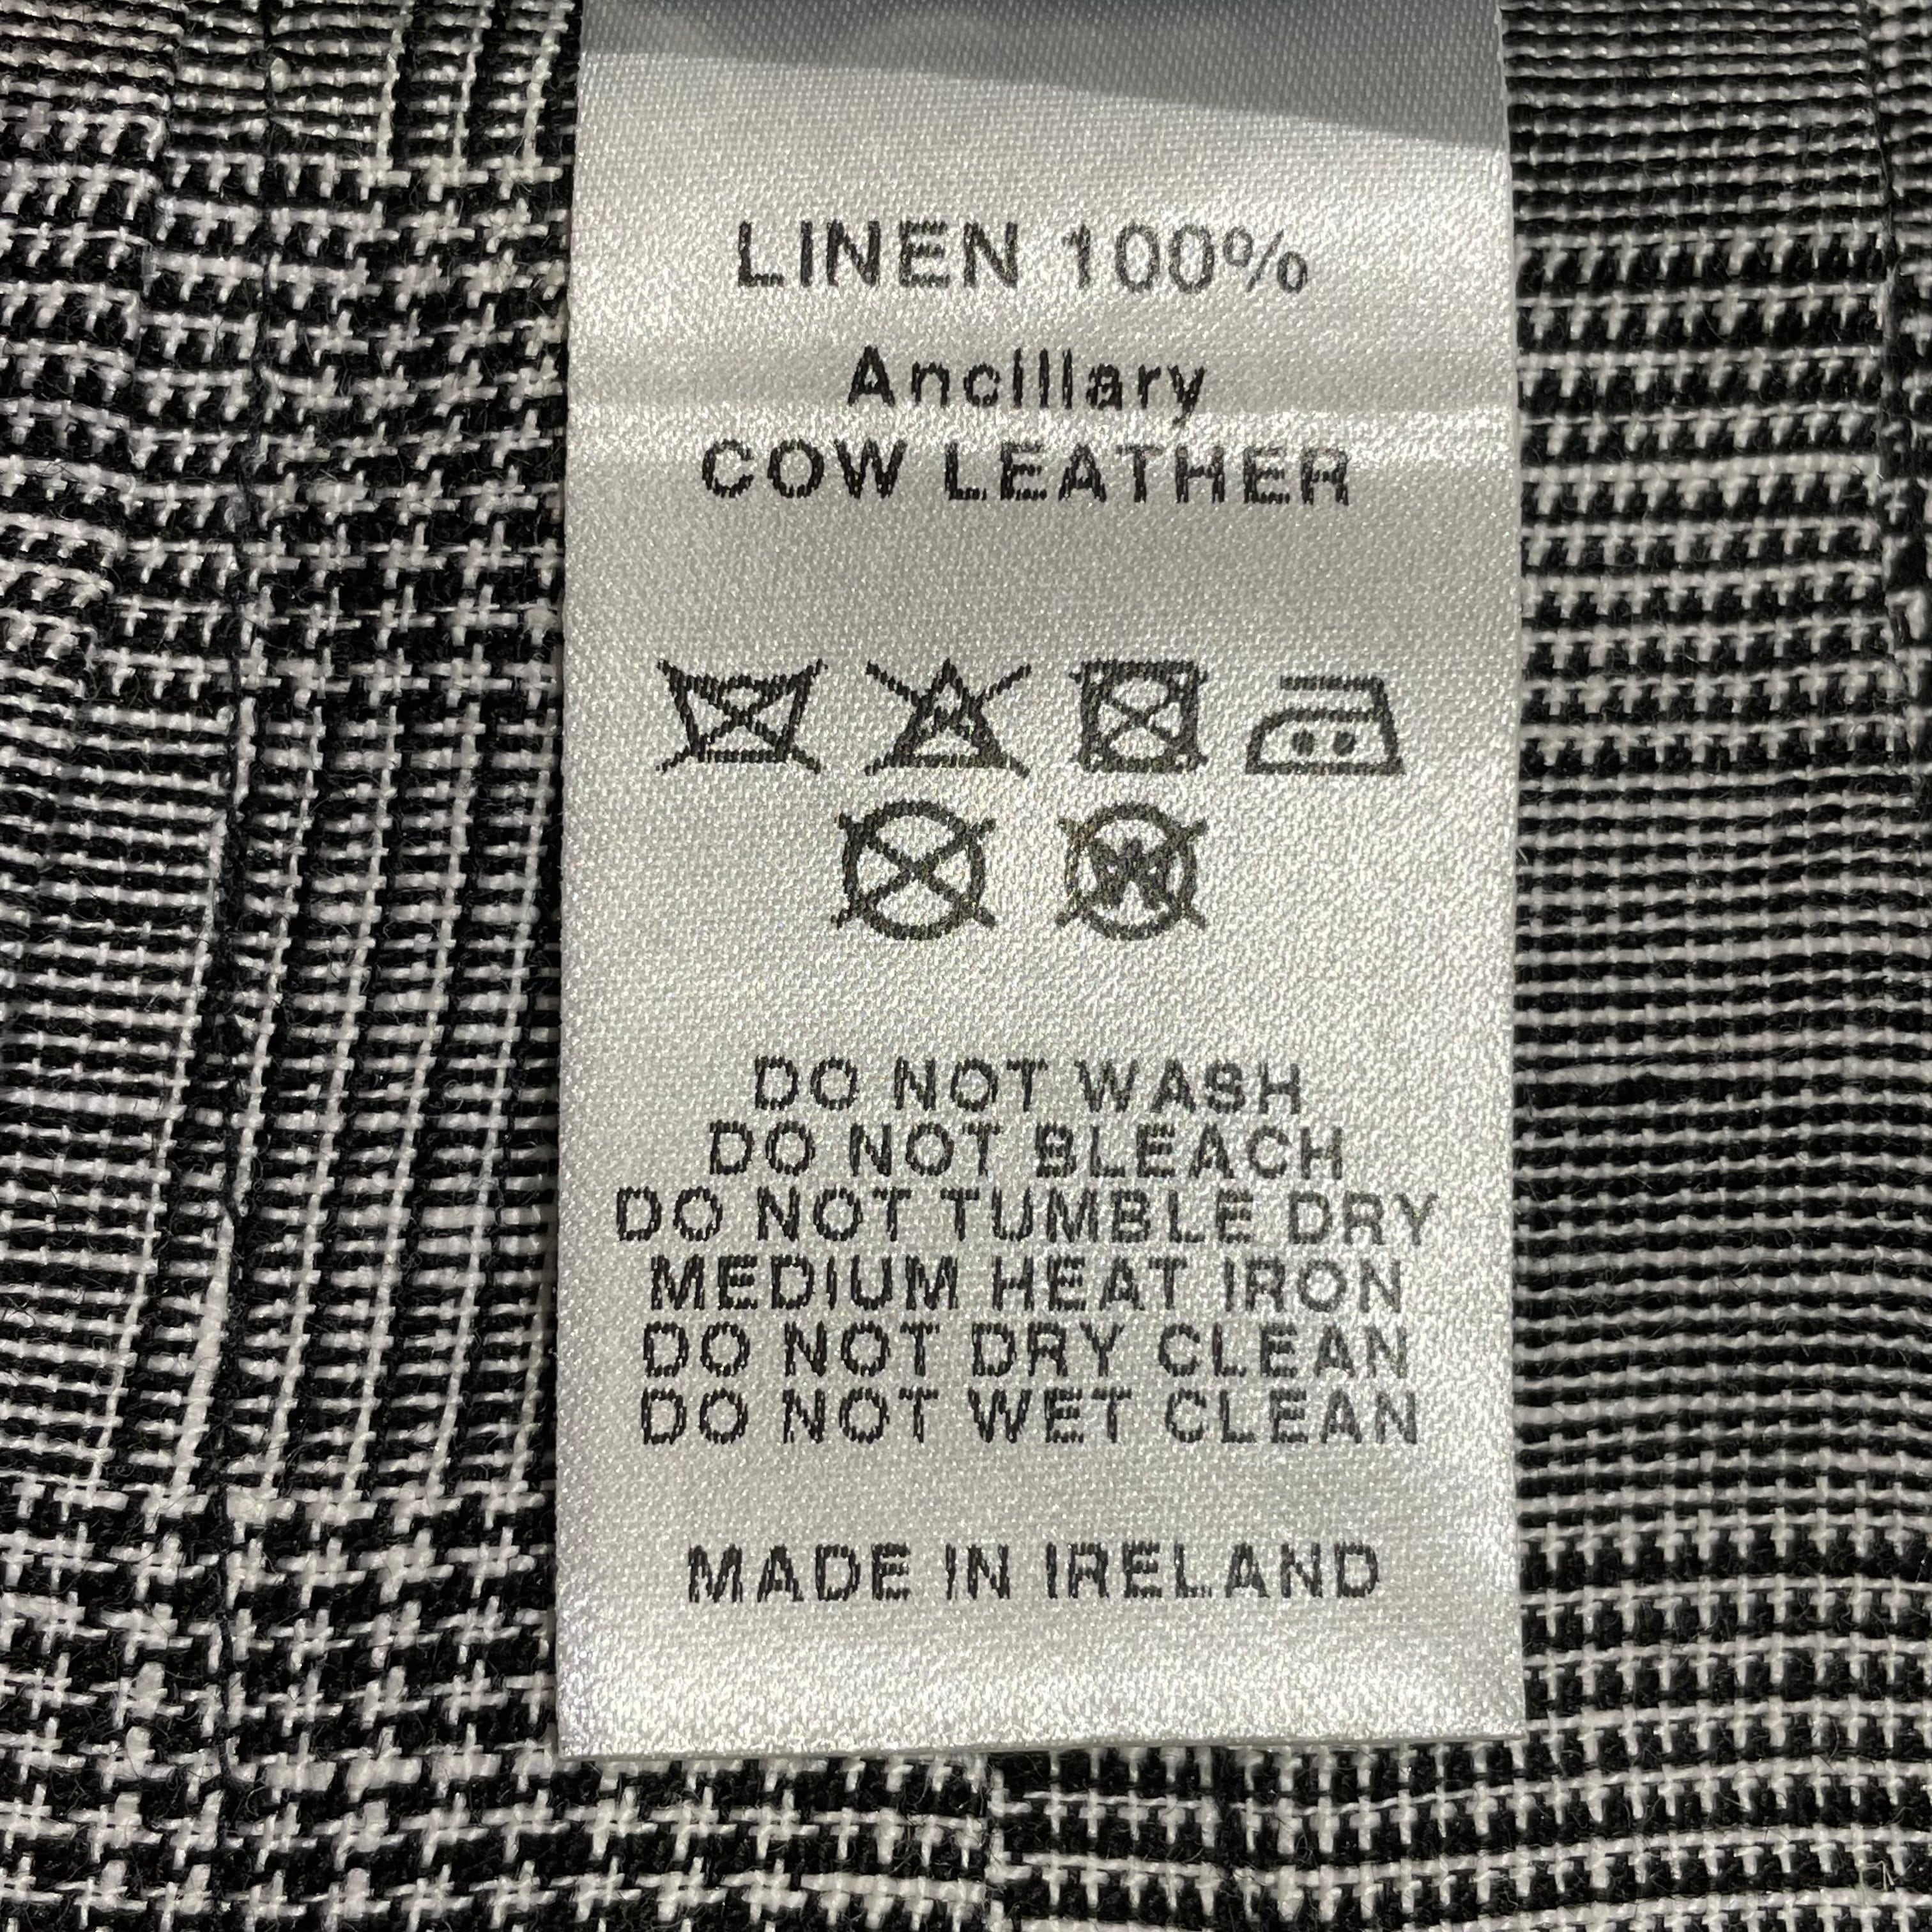 LINEN 100%
Ancillary
COW LEATHER
DO NOT WASH
DO NOT BLEACH
DO NOT TUMBLE DRY
MEDIUM HEAT IRON
DO NOT DRY CLEAN
DO NOT WET CLEAN
MADE IN IRELAND